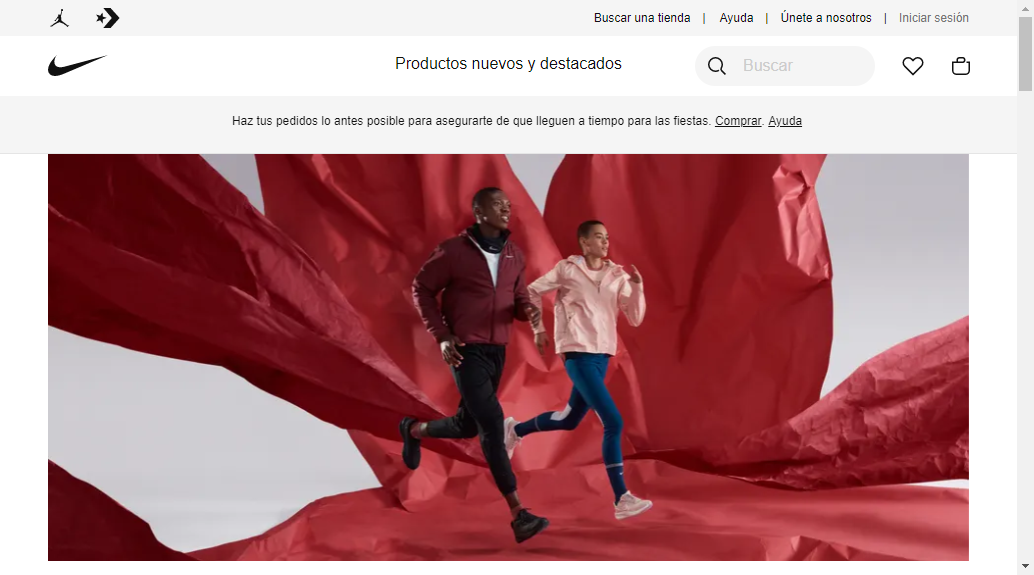 Buscar una tienda | Ayuda | Únete a nosotros | Iniciar sesión
Productos nuevos y destacados
Buscar
Haz tus pedidos lo antes posible para asegurarte de que lleguen a tiempo para las fiestas. Comprar. Ayuda